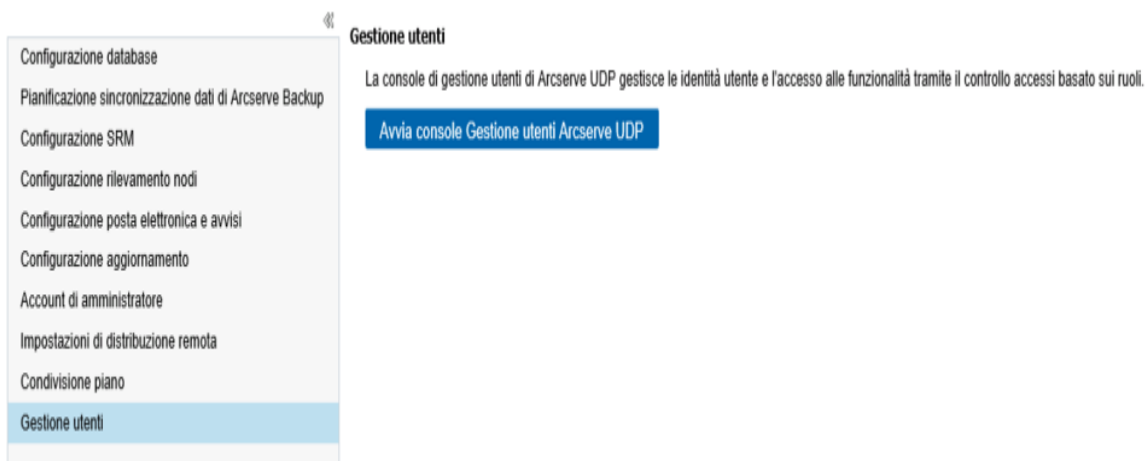 Configurazione database
Pianificazione sincronizzazione dati di Arcserve Backup
Configurazione SRM
Configurazione rilevamento nodi
Configurazione posta elettronica e avvisi
Configurazione aggiornamento
Account di amministratore
Impostazioni di distribuzione remota
Condivisione piano
Gestione utenti
Gestione utenti
La console di gestione utenti di Arcserve UDP gestisce le identità utente e l'accesso alle funzionalità tramite il controllo accessi basato sui ruoli.
Avvia console Gestione utenti Arcserve UDP